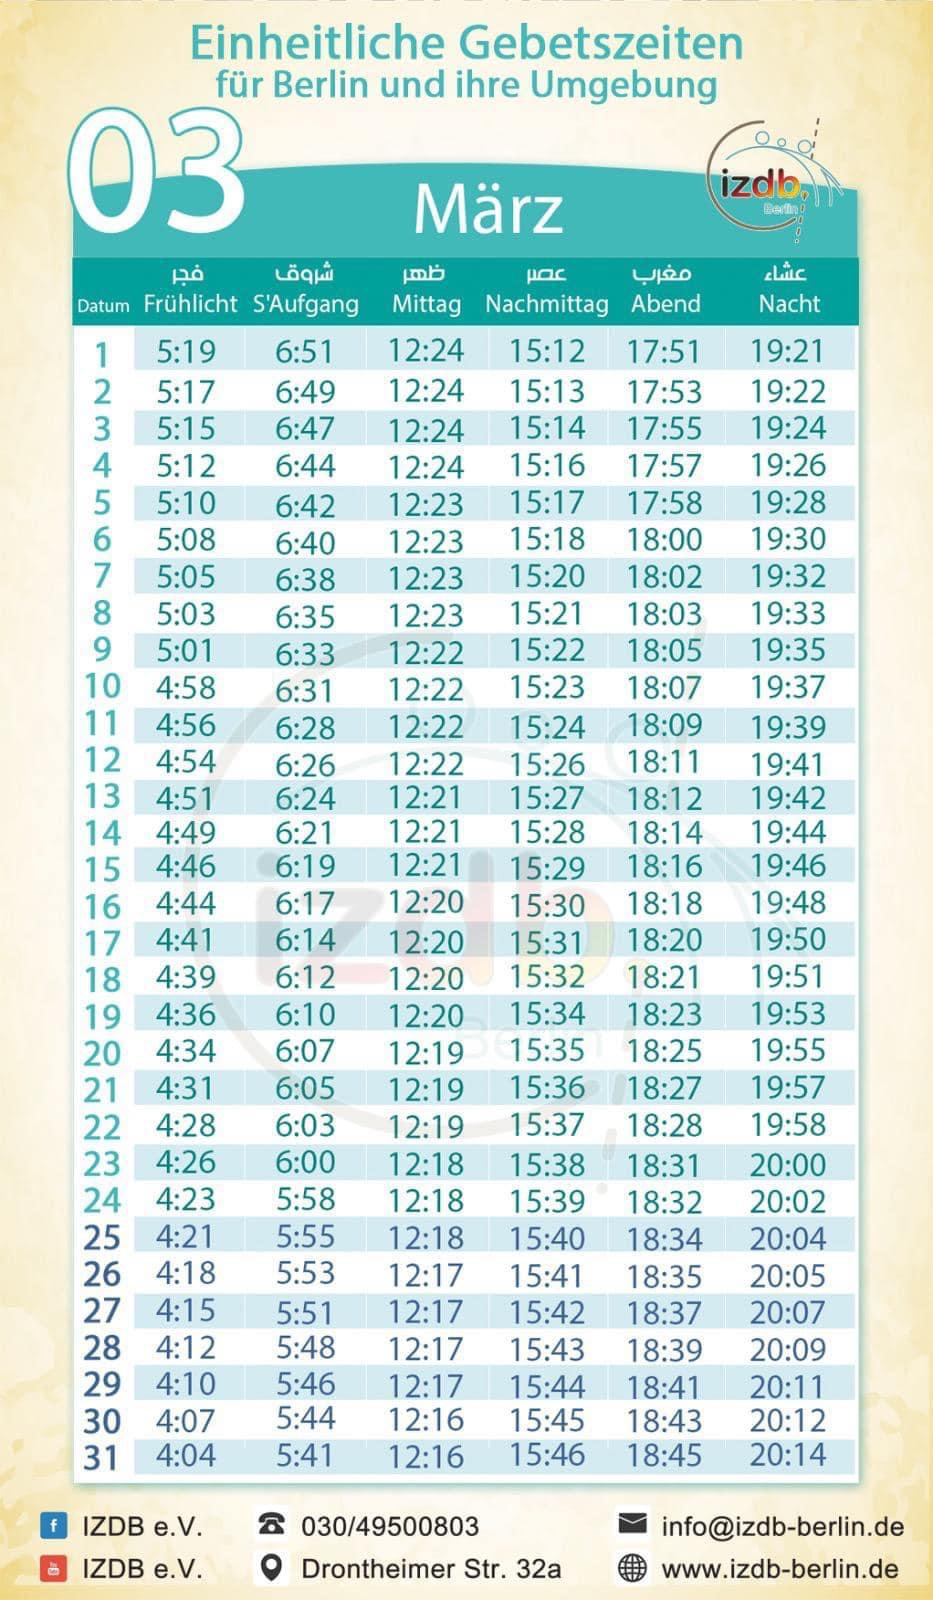 Einheitliche Gebetszeiten
für Berlin und ihre Umgebung
03
März
izdb
Berlin
فجر شروق ظهر عصر مغرب عشاء
Datum Frühlicht S'Aufgang Mittag Nachmittag Abend Nacht
1 5:19 6:51 12:24 15:12 17:51 19:21
2 5:17 6:49 12:24 15:13 17:53 19:22
3 5:15 6:47 12:24 15:14 17:55 19:24
4 5:12 6:44 12:24 15:16 17:57 19:26
5 5:10 6:42 12:23 15:17 17:58 19:28
6 5:08 6:40 12:23 15:18 18:00 19:30
7 5:05 6:38 12:23 15:20 18:02 19:32
8 5:03 6:35 12:23 15:21 18:03 19:33
9 5:01 6:33 12:22 15:22 18:05 19:35
10 4:58 6:31 12:22 15:23 18:07 19:37
11 4:56 6:28 12:22 15:24 18:09 19:39
12 4:54 6:26 12:22 15:26 18:11 19:41
13 4:51 6:24 12:21 15:27 18:12 19:42
14 4:49 6:21 12:21 15:28 18:14 19:44
15 4:46 6:19 12:21 15:29 18:16 19:46
16 4:44 6:17 12:20 15:30 18:18 19:48
17 4:41 6:14 12:20 15:31 18:20 19:50
18 4:39 6:12 12:20 15:32 18:21 19:51
19 4:36 6:10 12:20 15:34 18:23 19:53
20 4:34 6:07 12:19 15:35 18:25 19:55
21 4:31 6:05 12:19 15:36 18:27 19:57
22 4:28 6:03 12:19 15:37 18:28 19:58
23 4:26 6:00 12:18 15:38 18:31 20:00
24 4:23 5:58 12:18 15:39 18:32 20:02
25 4:21 5:55 12:18 15:40 18:34 20:04
26 4:18 5:53 12:17 15:41 18:35 20:05
27 4:15 5:51 12:17 15:42 18:37 20:07
28 4:12 5:48 12:17 15:43 18:39 20:09
29 4:10 5:46 12:17 15:44 18:41 20:11
30 4:07 5:44 12:16 15:45 18:43 20:12
31 4:04 5:41 12:16 15:46 18:45 20:14
izdb.
Berlin
IZDB e.V. 030/49500803 info@izdb-berlin.de
IZDB e.V. Drontheimer Str. 32a www.izdb-berlin.de